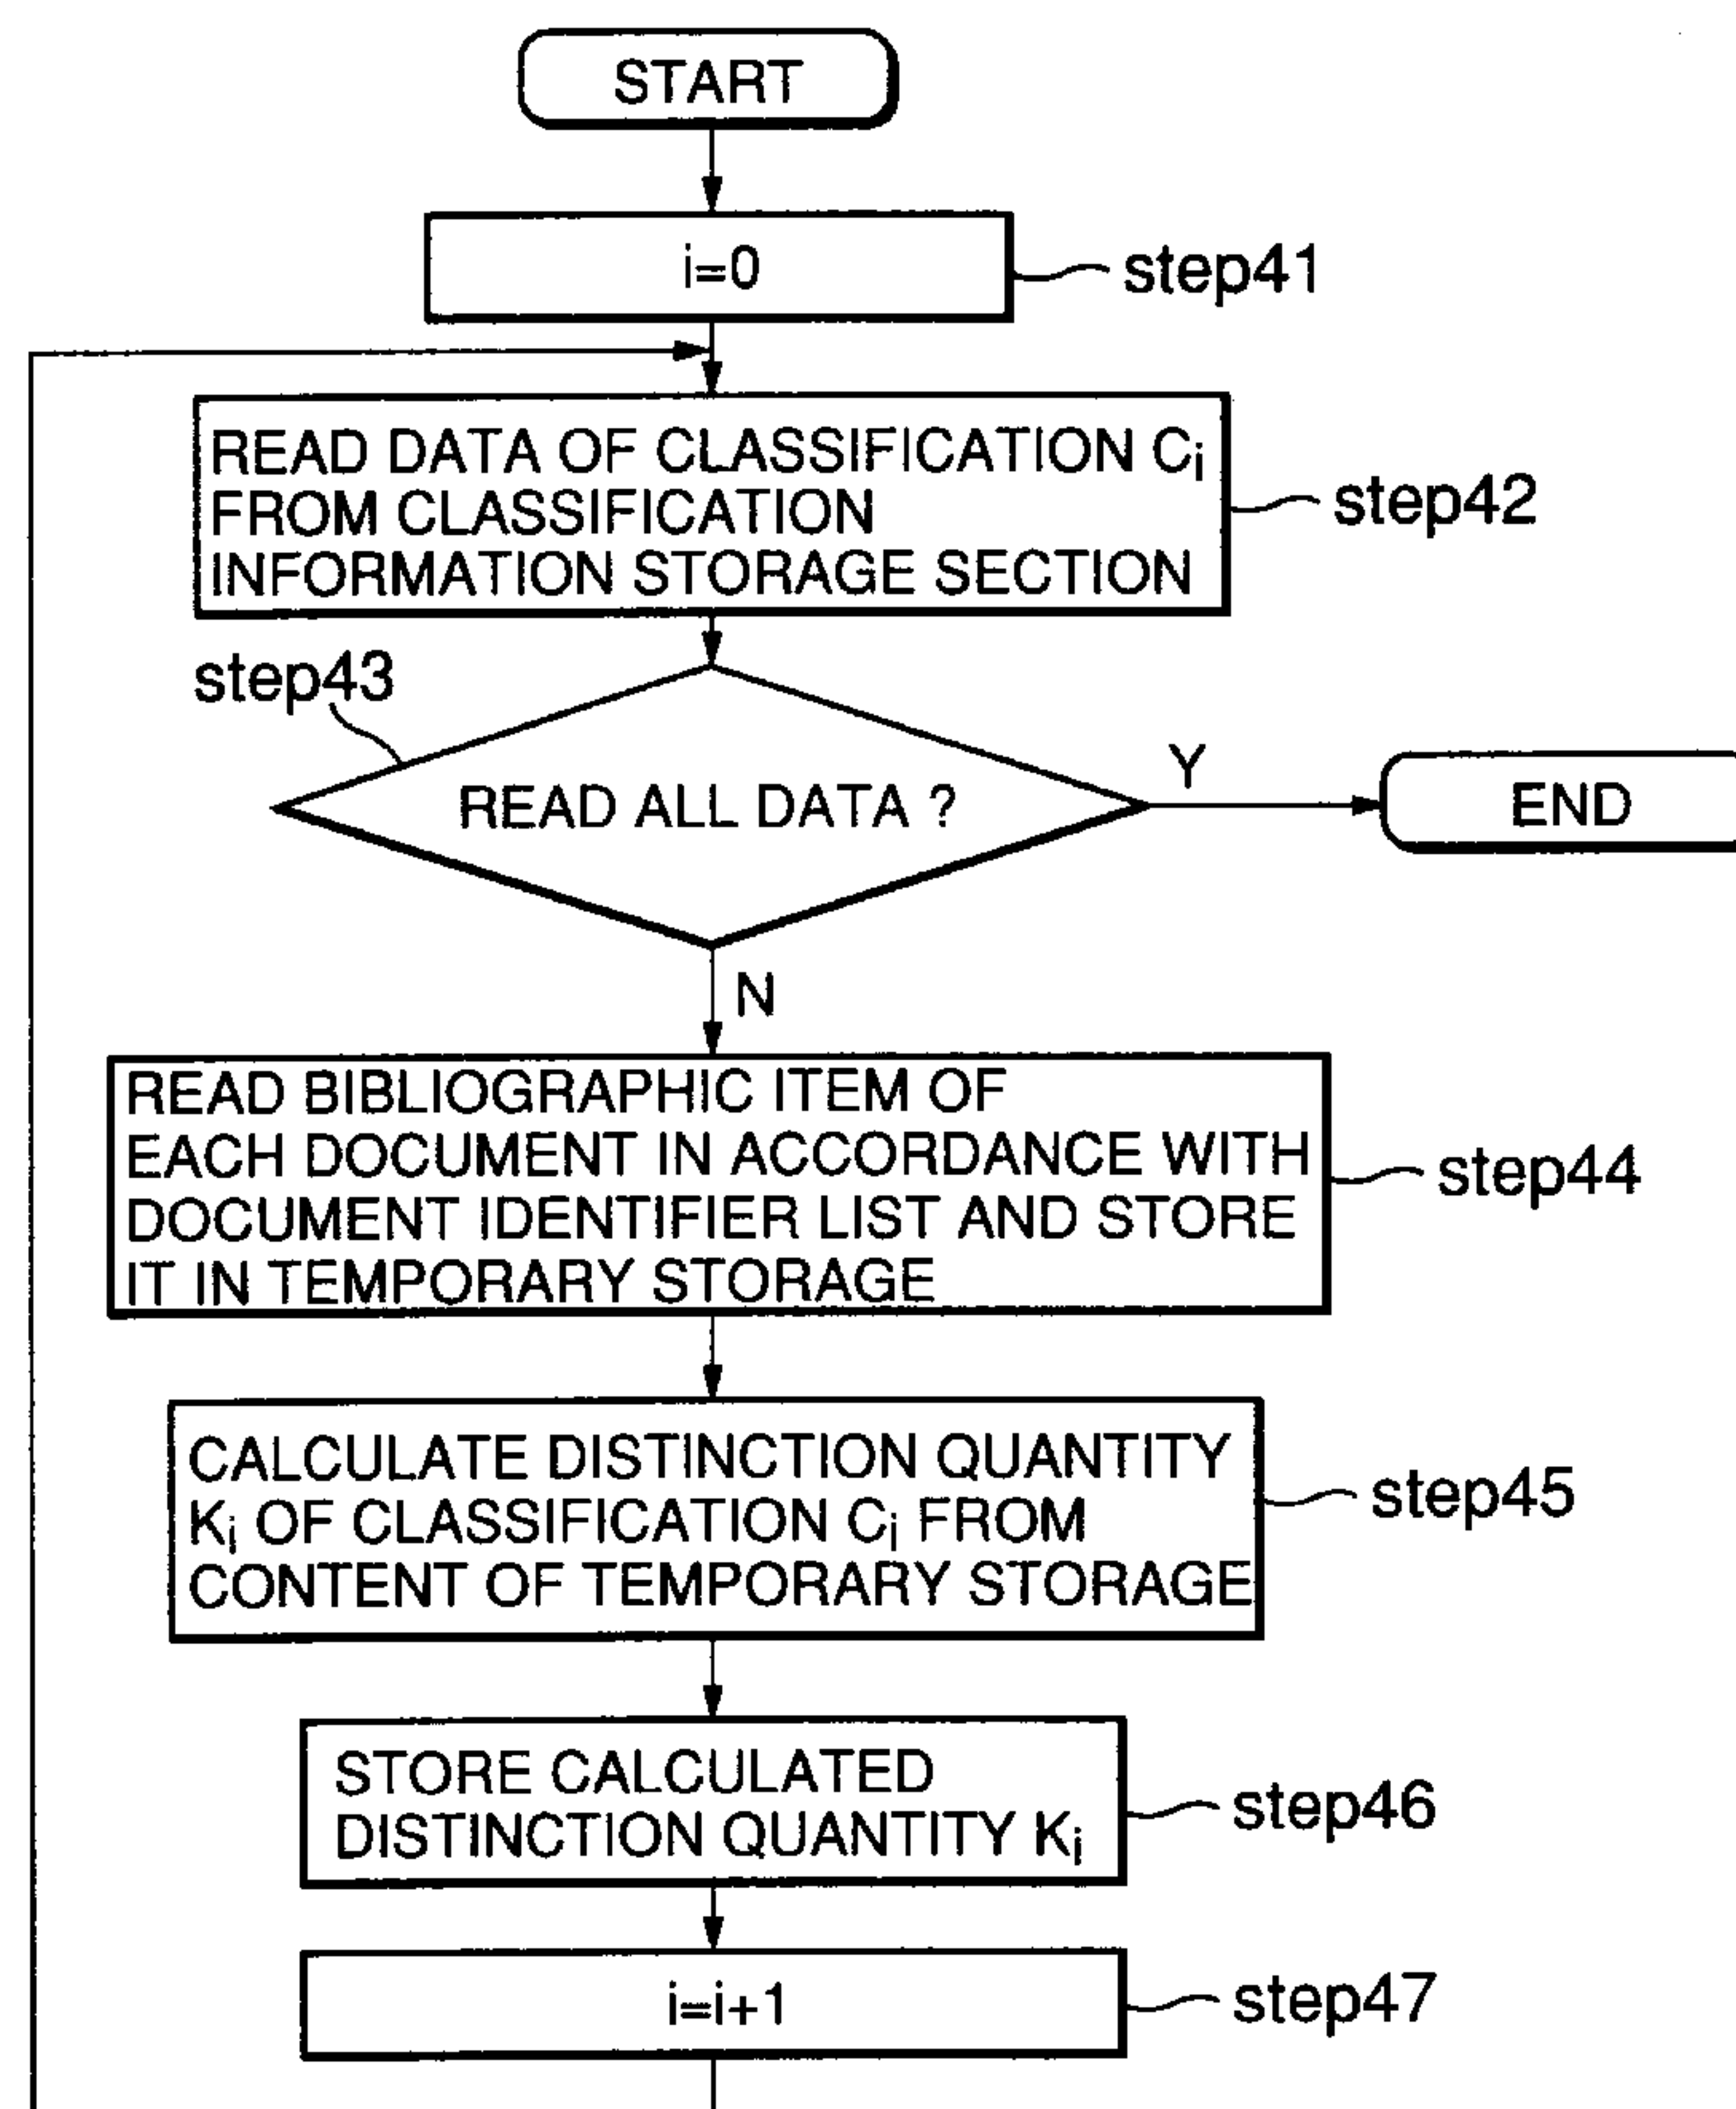 START
i=0
step41
READ DATA OF CLASSIFICATION Ci
FROM CLASSIFICATION
INFORMATION STORAGE SECTION
step42
step43
READ ALL DATA ?
Y
END
N
READ BIBLIOGRAPHIC ITEM OF
EACH DOCUMENT IN ACCORDANCE WITH
DOCUMENT IDENTIFIER LIST AND STORE
IT IN TEMPORARY STORAGE
step44
CALCULATE DISTINCTION QUANTITY
Ki OF CLASSIFICATION Ci FROM
CONTENT OF TEMPORARY STORAGE
step45
STORE CALCULATED
DISTINCTION QUANTITY Ki
step46
i=i+1
step47